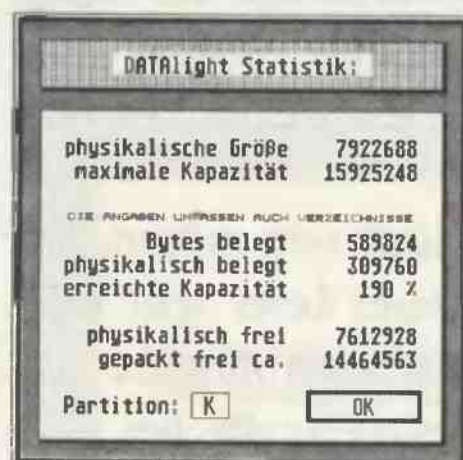 DATAlight Statistik:
physikalische Größe 7922688
maximale Kapazität 15925248
DIE ANGABEN UMFASSEN AUCH VERZEICHNISSE
Bytes belegt 589824
physikalisch belegt 309760
erreichte Kapazität 190 %
physikalisch frei 7612928
gepackt frei ca. 14464563
Partition: K OK